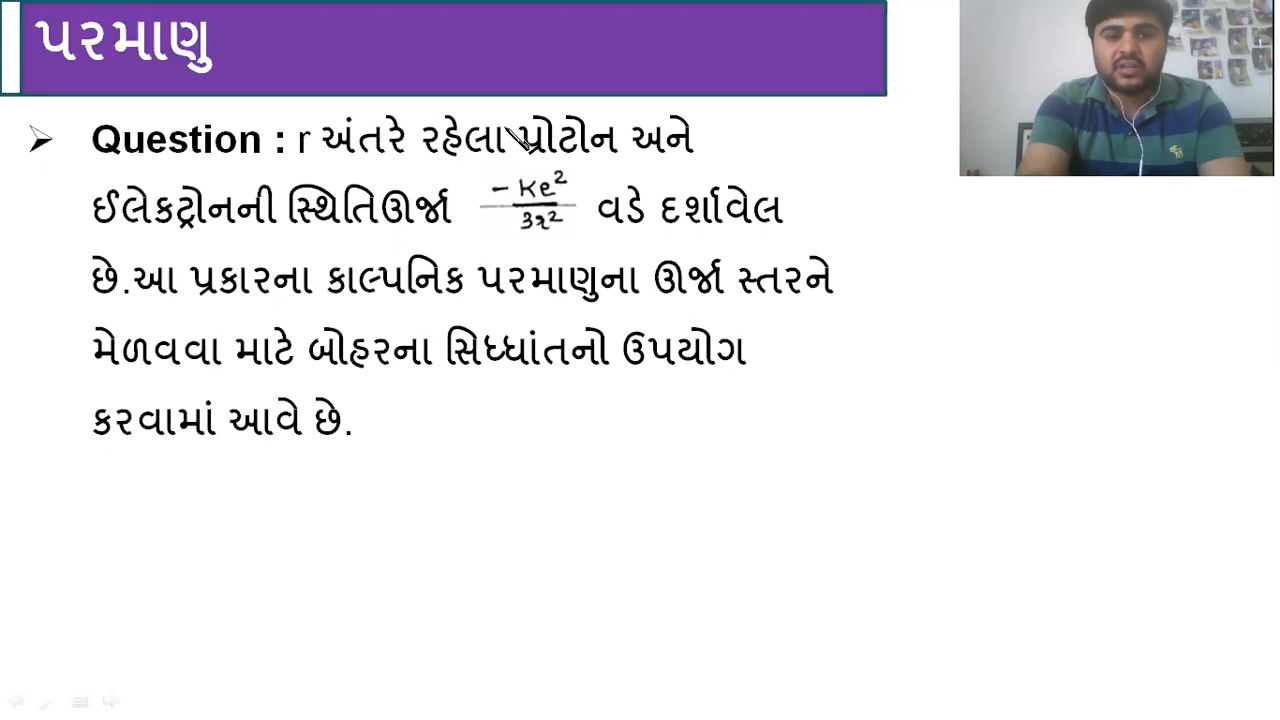 પરમાણુ
Question : r અંતરે રહેલા પ્રોટોન અને
ઈલેકટ્રોનની સ્થિતિઊર્જા -Ke²/3r² વડે દર્શાવેલ
છે.આ પ્રકારના કાલ્પનિક પરમાણુના ઊર્જા સ્તરને
મેળવવા માટે બોહરના સિધ્ધાંતનો ઉપયોગ
કરવામાં આવે છે.